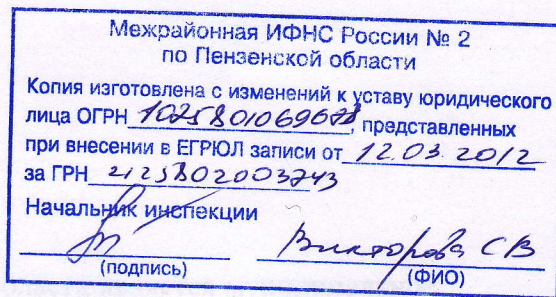 Межрайонная ИФНС России № 2
по Пензенской области
Копия изготовлена с изменений к уставу юридического
лица ОГРН 1025801069678, представленных
при внесении в ЕГРЮЛ записи от 12.03.2012
за ГРН 2125802003743
Начальник инспекции
Викторова СВ
(подпись) (ФИО)